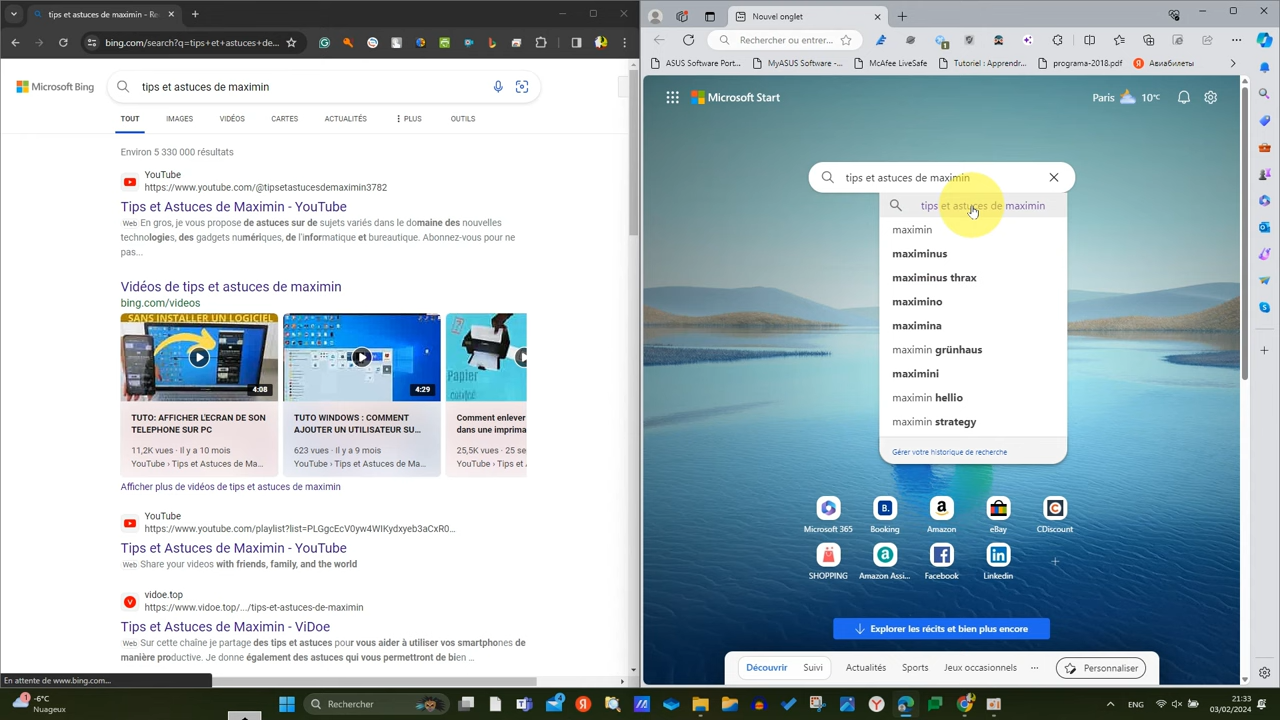 tips et astuces de maximin - Re
bing.com/search?q=tips+et+astuces+de...
Microsoft Bing
tips et astuces de maximin
TOUT
IMAGES
VIDÉOS
CARTES
ACTUALITÉS
PLUS
OUTILS
Environ 5 330 000 résultats
YouTube
https://www.youtube.com/@tipsetastucesdemaximin3782
Tips et Astuces de Maximin - YouTube
Web En gros, je vous propose de astuces sur de sujets variés dans le domaine des nouvelles
technologies, des gadgets numériques, de l'informatique et bureautique. Abonnez-vous pour ne
pas...
Vidéos de tips et astuces de maximin
bing.com/videos
SANS INSTALLER UN LOGICIEL
Papier
4:08
4:29
TUTO: AFFICHER L'ECRAN DE SON
TELEPHONE SUR PC
11,2K vues · Il y a 10 mois
YouTube › Tips et Astuces de Ma...
TUTO WINDOWS : COMMENT
AJOUTER UN UTILISATEUR SU...
623 vues · Il y a 9 mois
YouTube › Tips et Astuces de Ma...
Comment enlever
dans une imprima
25,5K vues · 25 se
YouTube › Tips et A
Afficher plus de vidéos de tips et astuces de maximin
YouTube
https://www.youtube.com/playlist?list=PLGgcEcV0yw4WIKydxyeb3aCxR0...
Tips et Astuces de Maximin - YouTube
Web Share your videos with friends, family, and the world
vidoe.top
https://www.vidoe.top/.../tips-et-astuces-de-maximin
Tips et Astuces de Maximin - ViDoe
Web Sur cette chaîne je partage des tips et astuces pour vous aider à utiliser vos smartphones de
manière productive. Je donne également des astuces qui vous permettront de bien ...
En attente de www.bing.com...
Nouvel onglet
Rechercher ou entrer...
ASUS Software Port...
MyASUS Software -...
McAfee LiveSafe
Tutoriel : Apprendr...
programa-2018.pdf
Авиабилеты
Microsoft Start
Paris
10°C
tips et astuces de maximin
tips et astuces de maximin
maximin
maximinus
maximinus thrax
maximino
maximina
maximin grünhaus
maximini
maximin hellio
maximin strategy
Gérer votre historique de recherche
Microsoft 365
Booking
Amazon
eBay
CDiscount
SHOPPING
Amazon Assi...
Facebook
Linkedin
Explorer les récits et bien plus encore
Découvrir
Suivi
Actualités
Sports
Jeux occasionnels
Personnaliser
-6°C
Nuageux
Rechercher
21:33
03/02/2024